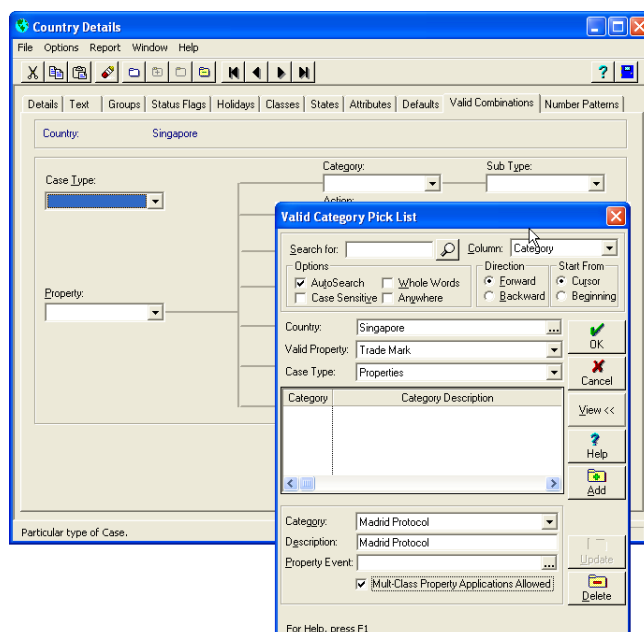 Country Details
File Options Report Window Help
Details Text Groups Status Flags Holidays Classes States Attributes Defaults Valid Combinations Number Patterns
Country: Singapore
Category: Sub Type:
Case Type:
Action:
Property:
Particular type of Case.
Valid Category Pick List
Search for: Column: Category
Options Direction Start From
AutoSearch Whole Words Forward Cursor
Case Sensitive Anywhere Backward Beginning
Country: Singapore ...
OK
Valid Property: Trade Mark
Case Type: Properties
Cancel
Category Category Description
View <<
Help
Add
Category: Madrid Protocol
Description: Madrid Protocol
Update
Property Event: ...
Mult-Class Property Applications Allowed
Delete
For Help, press F1